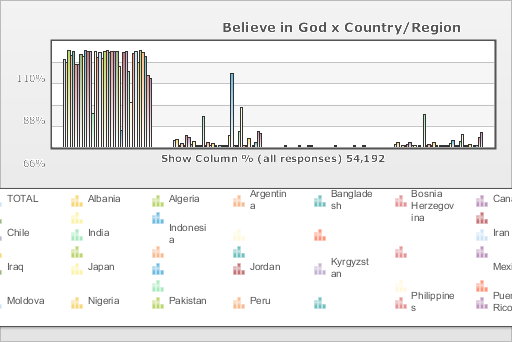 Believe in God x Country/Region
110%
88%
66%
Show Column % (all responses) 54,192
TOTAL Albania Algeria Argentin
a Banglade
sh Bosnia
Herzegov
ina Cana
Chile India Indonesi
a Iran
Iraq Japan Jordan Kyrgyzst
an Mexi
Moldova Nigeria Pakistan Peru Philippine
s Puer
Rico